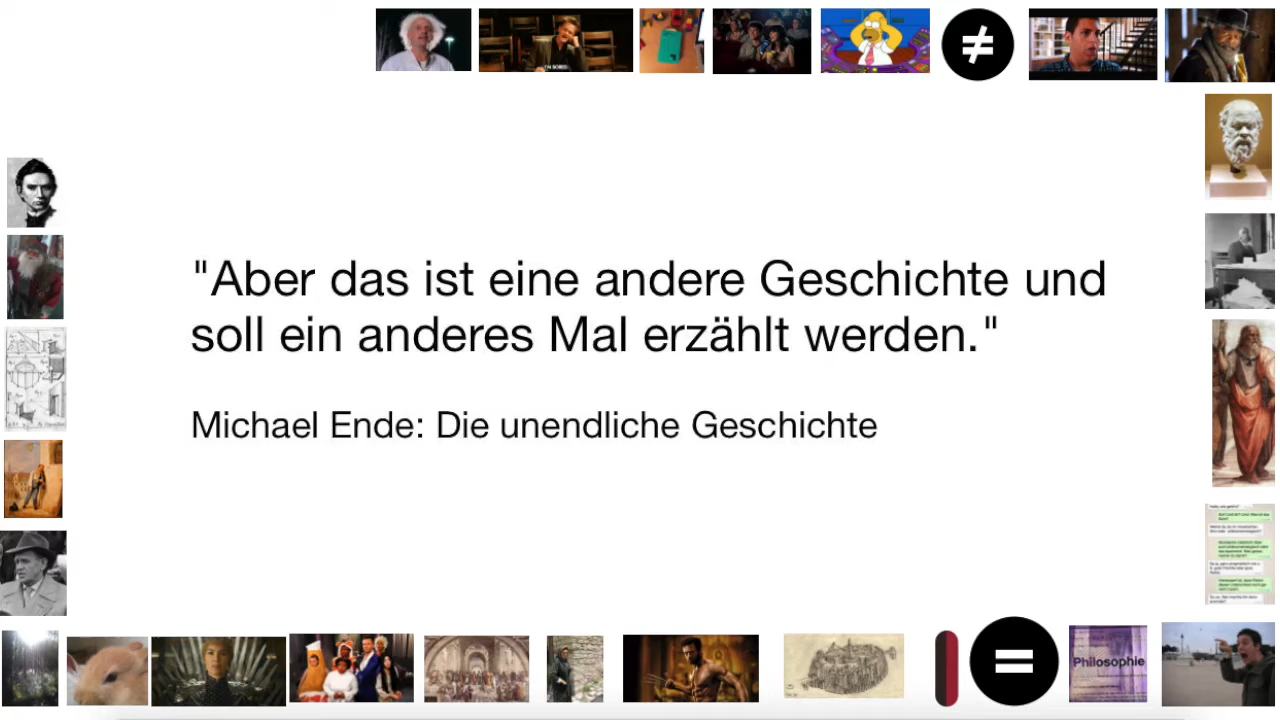 I'M SORRY
≠
"Aber das ist eine andere Geschichte und
soll ein anderes Mal erzählt werden."
Michael Ende: Die unendliche Geschichte
=
Philosophie